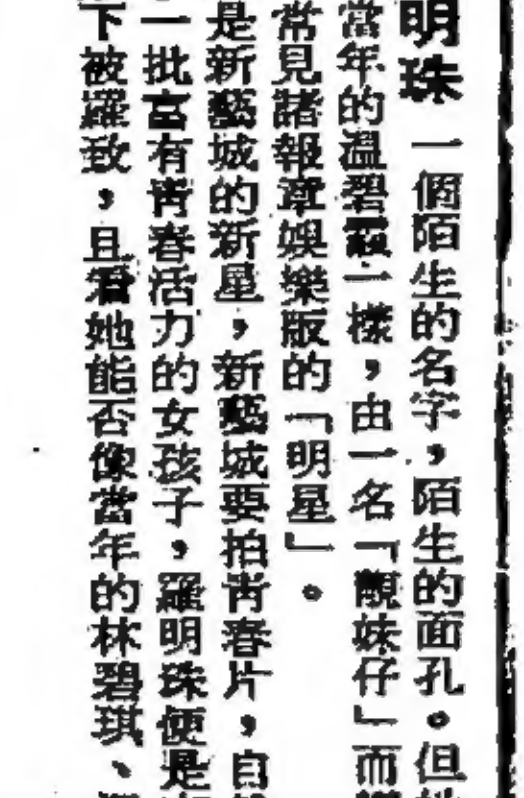 明珠 一個陌生的名字，陌生的面孔。但
當年的溫碧霞一樣，由一名「靚妹仔」而
常見諸報章娛樂版的「明星」。
是新藝城的新星，新藝城要拍青春片，自
一批富有青春活力的女孩子，羅明珠便是
下被羅致，且看她能否像當年的林碧琪、